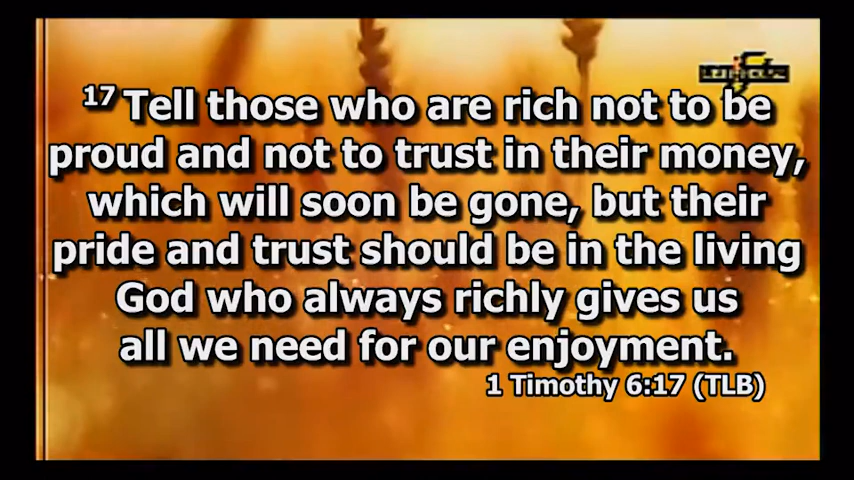 17 Tell those who are rich not to be
proud and not to trust in their money,
which will soon be gone, but their
pride and trust should be in the living
God who always richly gives us
all we need for our enjoyment.
1 Timothy 6:17 (TLB)